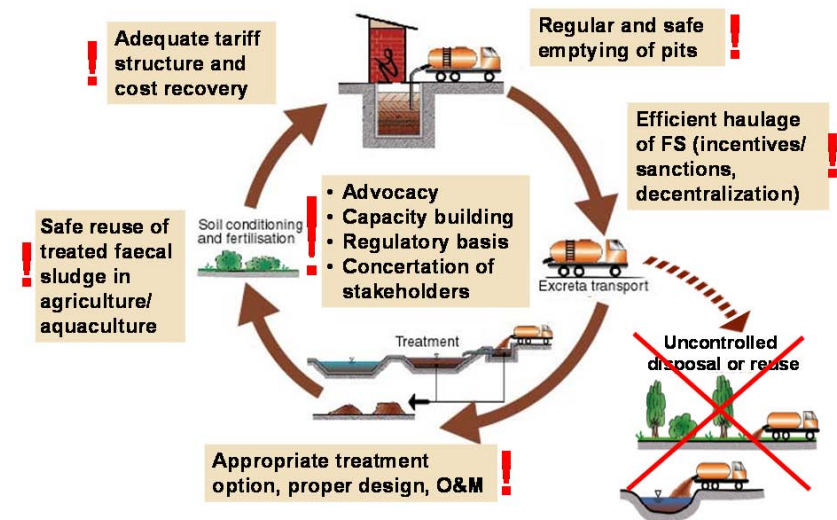 Adequate tariff
structure and
cost recovery
!
Regular and safe
emptying of pits
!
Efficient haulage
of FS (incentives/
sanctions,
decentralization)
!
• Advocacy
• Capacity building
• Regulatory basis
• Concertation of
stakeholders
!
Soil conditioning
and fertilisation
Safe reuse of
treated faecal
sludge in
agriculture/
aquaculture
!
Excreta transport
Treatment
Uncontrolled
disposal or reuse
Appropriate treatment
option, proper design, O&M
!